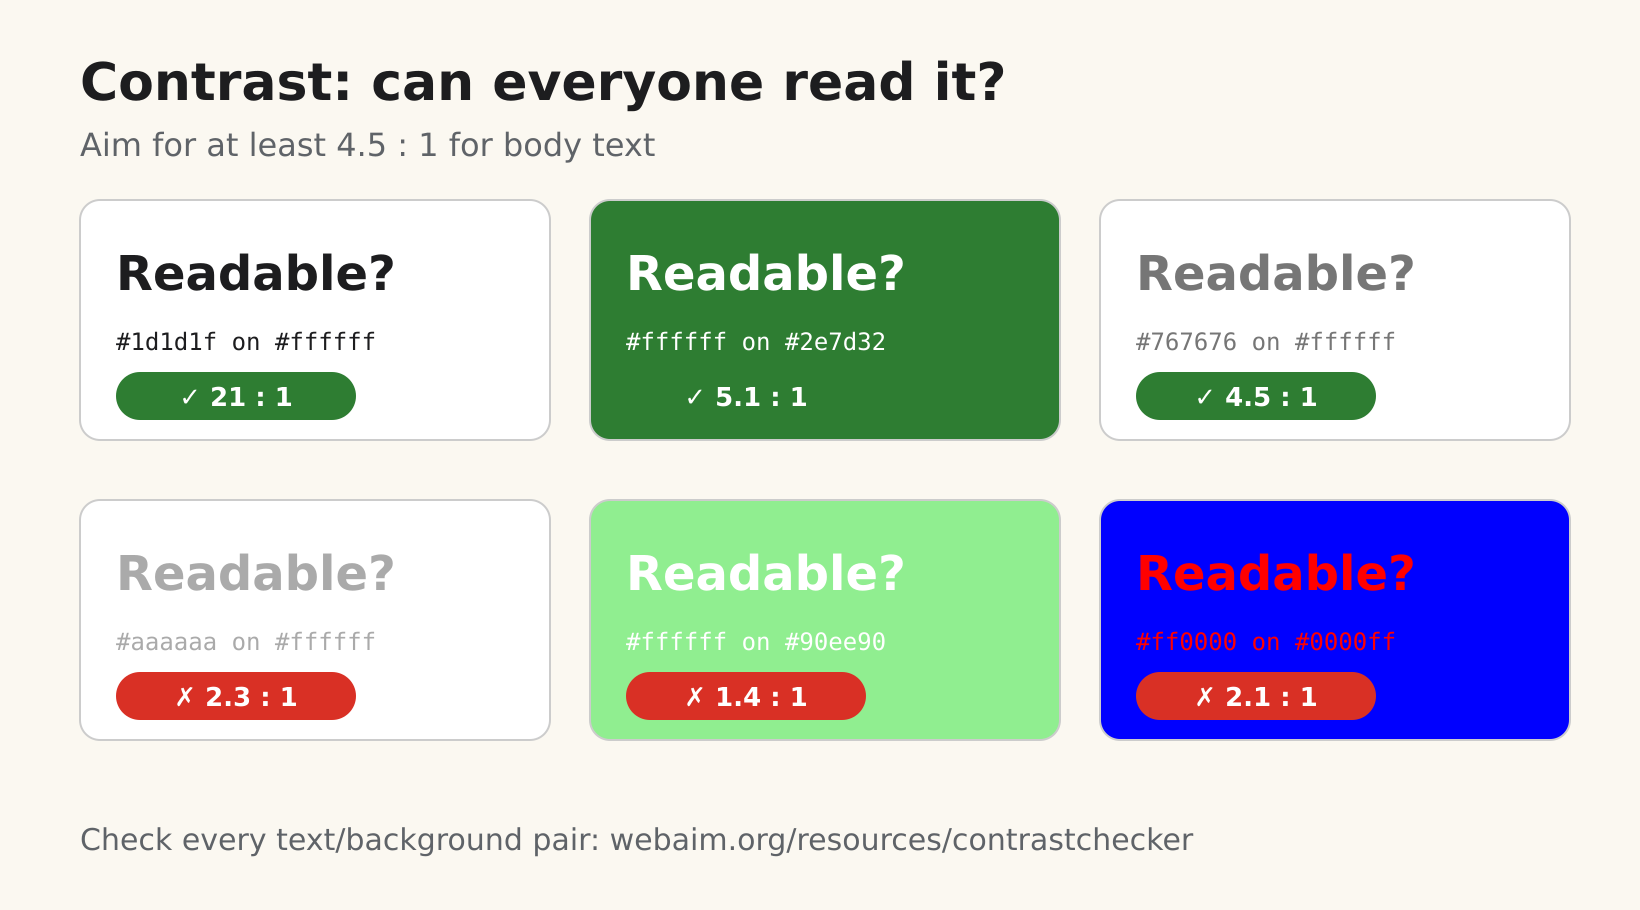 Contrast: can everyone read it?
Aim for at least 4.5 : 1 for body text
Readable?
#1d1d1f on #ffffff
✓ 21 : 1
Readable?
#ffffff on #2e7d32
✓ 5.1 : 1
Readable?
#767676 on #ffffff
✓ 4.5 : 1
Readable?
#aaaaaa on #ffffff
✗ 2.3 : 1
Readable?
#ffffff on #90ee90
✗ 1.4 : 1
Readable?
#ff0000 on #0000ff
✗ 2.1 : 1
Check every text/background pair: webaim.org/resources/contrastchecker